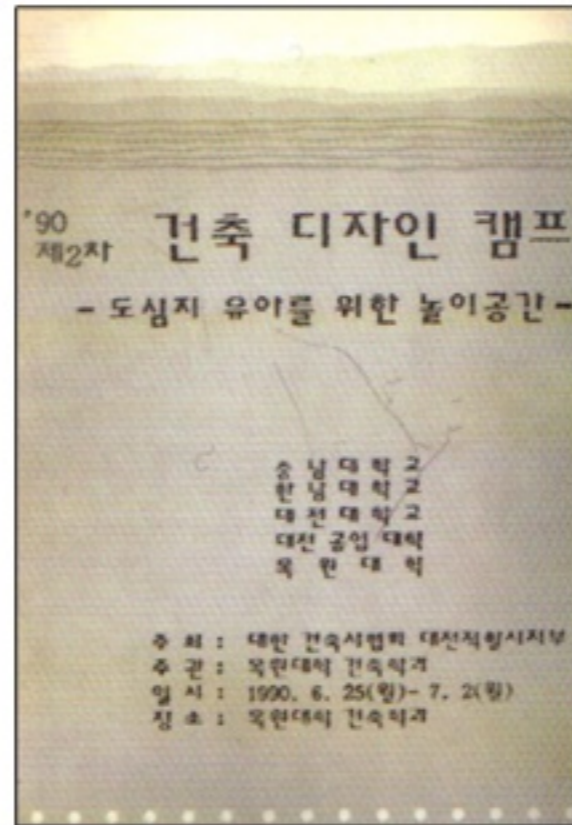 '90
제2차 건축 디자인 캠프
- 도심지 유아를 위한 놀이공간 -
충남대학교
한남대학교
대전대학교
대전 공업 대학
목원대학
주최 : 대한 건축사협회 대전직할시지부
주관 : 목원대학 건축학과
일시 : 1990. 6. 25(월)- 7. 2(월)
장소 : 목원대학 건축학과